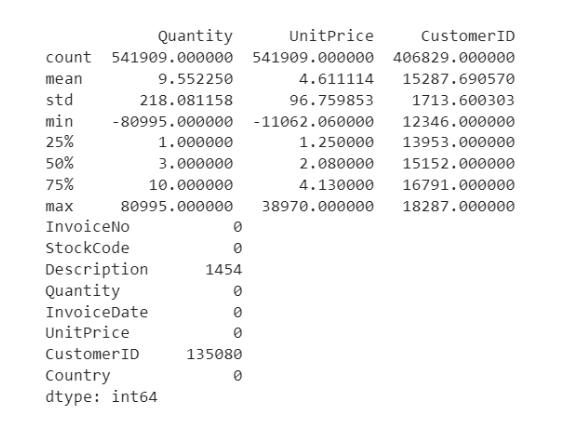 Quantity UnitPrice CustomerID
count 541909.000000 541909.000000 406829.000000
mean 9.552250 4.611114 15287.690570
std 218.081158 96.759853 1713.600303
min -80995.000000 -11062.060000 12346.000000
25% 1.000000 1.250000 13953.000000
50% 3.000000 2.080000 15152.000000
75% 10.000000 4.130000 16791.000000
max 80995.000000 38970.000000 18287.000000
InvoiceNo 0
StockCode 0
Description 1454
Quantity 0
InvoiceDate 0
UnitPrice 0
CustomerID 135080
Country 0
dtype: int64